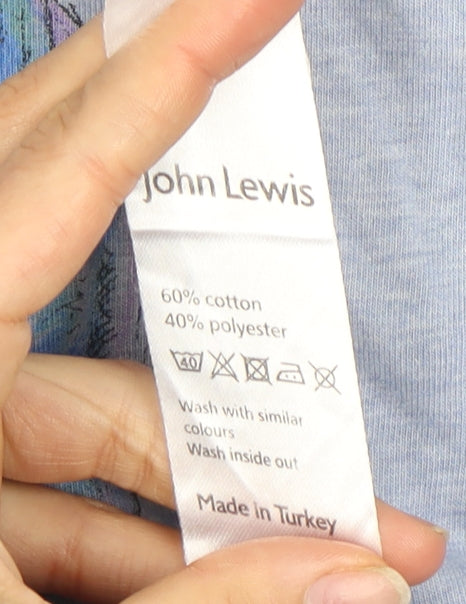 John Lewis
60% cotton
40% polyester
40
Wash with similar
colours
Wash inside out
Made in Turkey